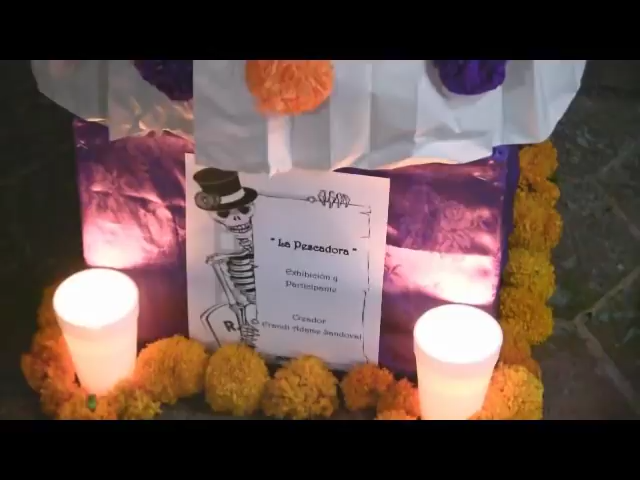 " La Pescadora "
Exhibición y
Participante
Creador
Adame Sandoval
R.